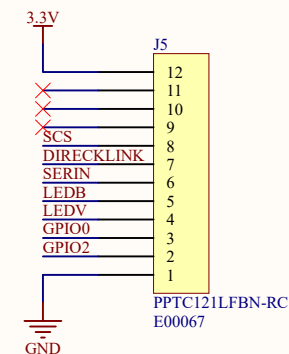 3.3V
J5
12
11
10
9
SCS 8
DIRECKLINK 7
SERIN 6
LEDB 5
LEDV 4
GPIO0 3
GPIO2 2
1
PPTC121LFBN-RC
E00067
GND